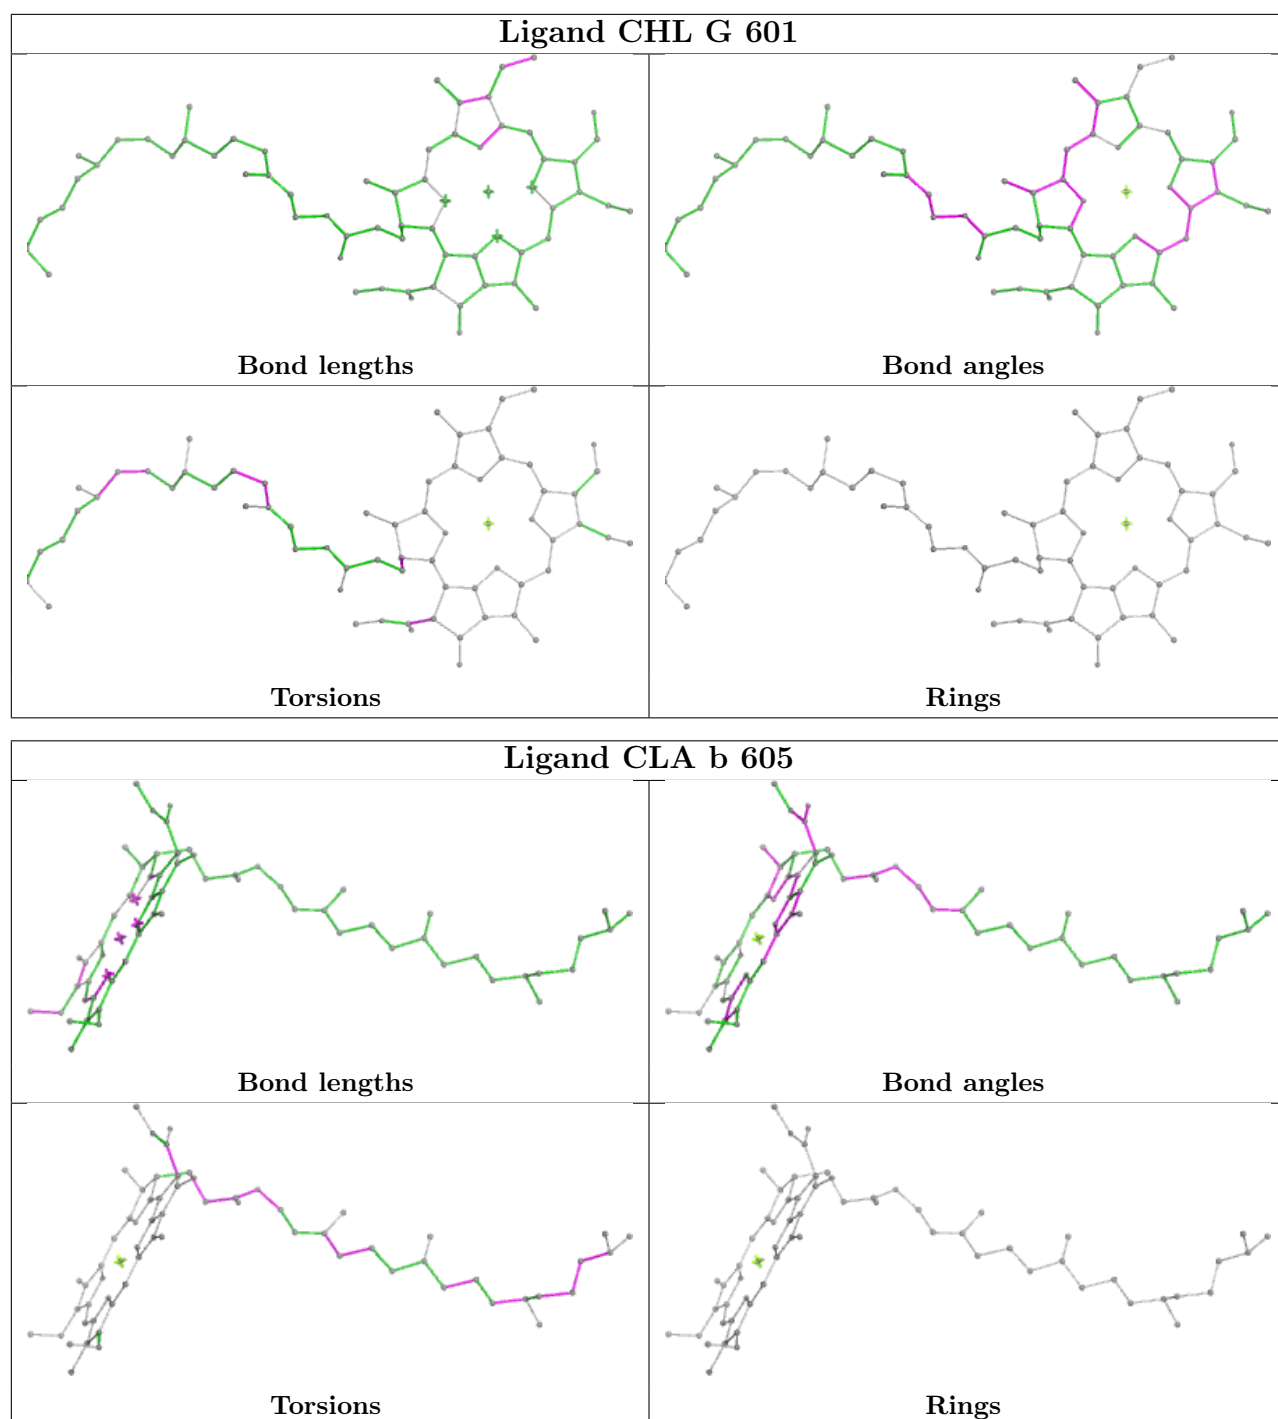 Ligand CHL G 601
Bond lengths
Bond angles
Torsions
Rings
Ligand CLA b 605
Bond lengths
Bond angles
Torsions
Rings